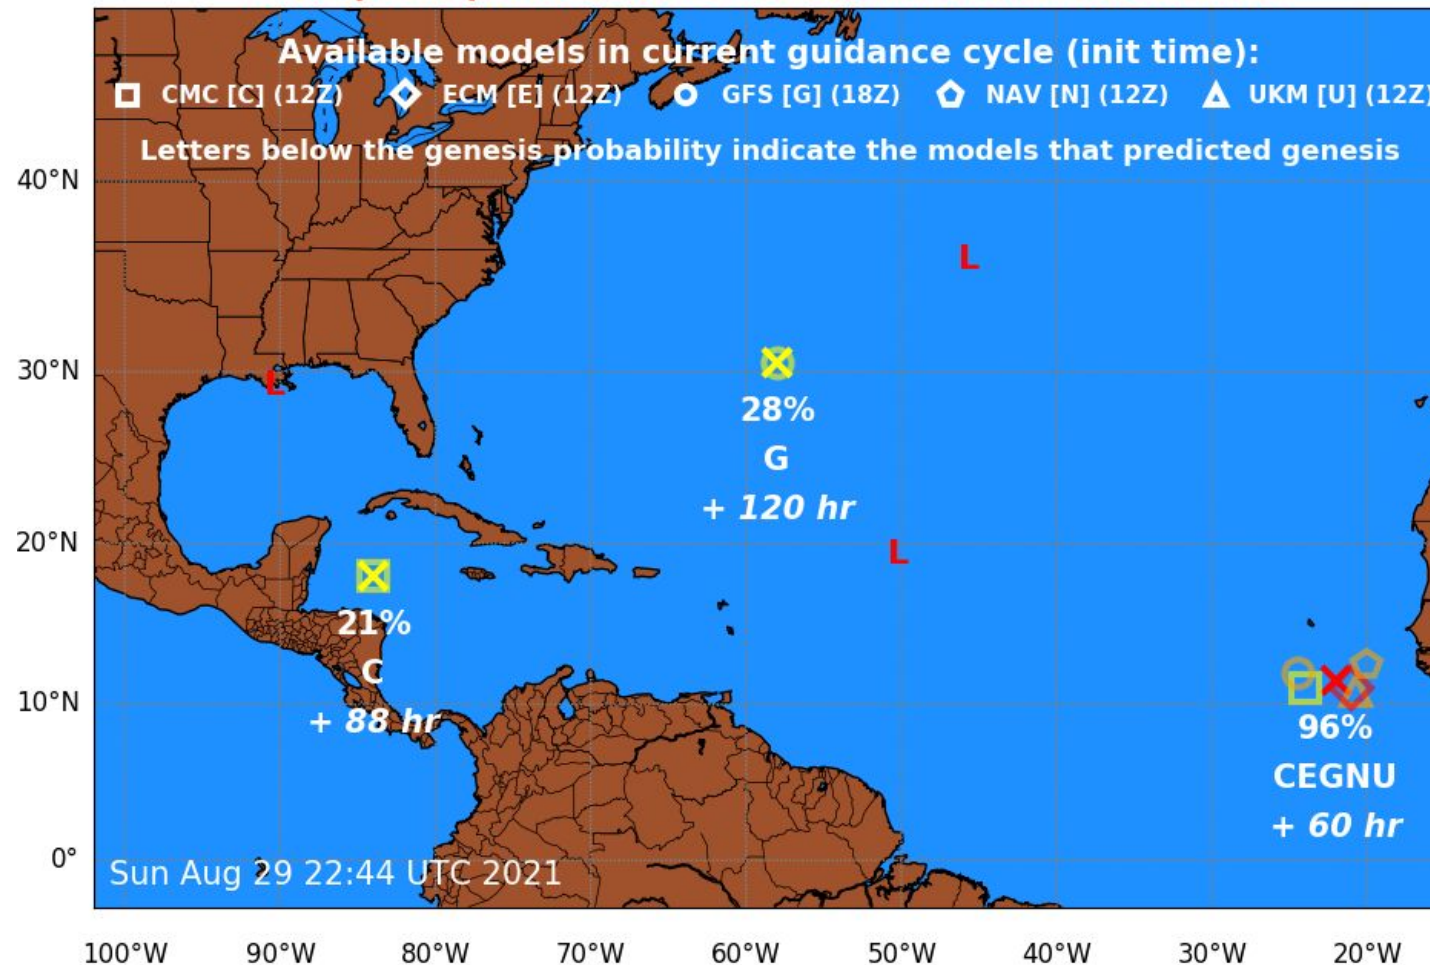 Available models in current guidance cycle (init time):
CMC [C] (12Z) ECM [E] (12Z) GFS [G] (18Z) NAV [N] (12Z) UKM [U] (12Z)
Letters below the genesis probability indicate the models that predicted genesis
40°N
L
30°N
L
28%
G
+ 120 hr
20°N
L
21%
C
+ 88 hr
10°N
96%
CEGNU
+ 60 hr
0°
Sun Aug 29 22:44 UTC 2021
100°W 90°W 80°W 70°W 60°W 50°W 40°W 30°W 20°W